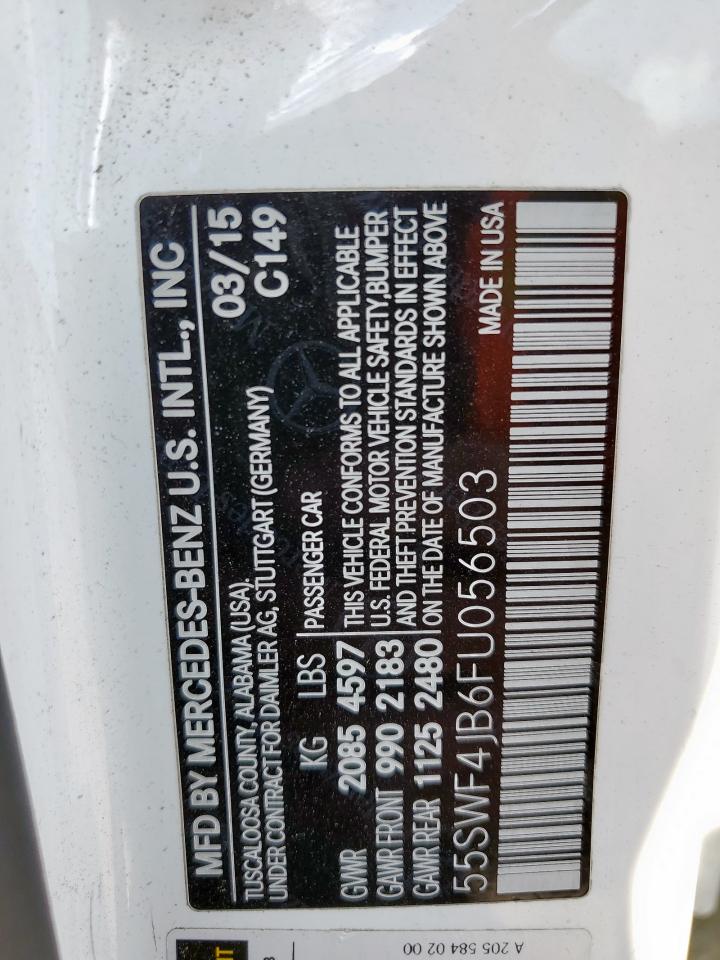 MFD BY MERCEDES-BENZ U.S. INTL., INC
TUSCALOOSA COUNTY, ALABAMA (USA). 03/15
UNDER CONTRACT FOR DAIMLER AG, STUTTGART (GERMANY) C149
KG LBS PASSENGER CAR
GVWR 2085 4597 THIS VEHICLE CONFORMS TO ALL APPLICABLE
GAWR FRONT 990 2183 U.S. FEDERAL MOTOR VEHICLE SAFETY,BUMPER
GAWR REAR 1125 2480 AND THEFT PREVENTION STANDARDS IN EFFECT
ON THE DATE OF MANUFACTURE SHOWN ABOVE
55SWF4JB6FU056503 MADE IN USA
A 205 584 02 00